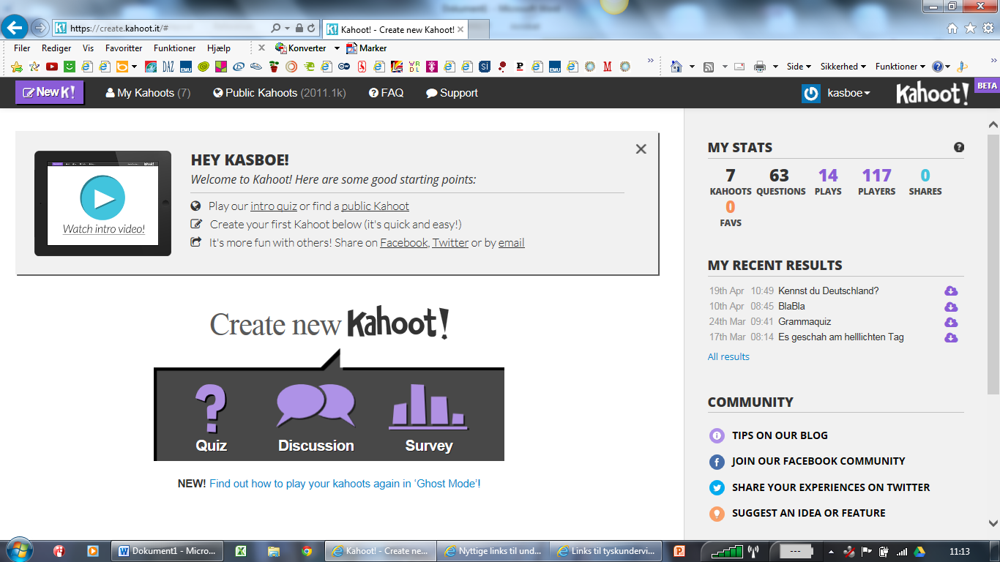 https://create.kahoot.it/#
Kahoot! - Create new Kahoot!
Filer Rediger Vis Favoritter Funktioner Hjælp
Konverter Marker
Side Sikkerhed Funktioner
New K!
My Kahoots (7)
Public Kahoots (2011.1k)
FAQ
Support
kasboe
Kahoot!
BETA
HEY KASBOE!
Welcome to Kahoot! Here are some good starting points:
Play our intro quiz or find a public Kahoot
Create your first Kahoot below (it's quick and easy!)
It's more fun with others! Share on Facebook, Twitter or by email
Watch intro video!
Create new Kahoot!
Quiz
Discussion
Survey
NEW! Find out how to play your kahoots again in ‘Ghost Mode’!
MY STATS
7 63 14 117 0
KAHOOTS QUESTIONS PLAYS PLAYERS SHARES
0
FAVS
MY RECENT RESULTS
19th Apr 10:49 Kennst du Deutschland?
10th Apr 08:45 BlaBla
24th Mar 09:41 Grammaquiz
17th Mar 08:14 Es geschah am helllichten Tag
All results
COMMUNITY
TIPS ON OUR BLOG
JOIN OUR FACEBOOK COMMUNITY
SHARE YOUR EXPERIENCES ON TWITTER
SUGGEST AN IDEA OR FEATURE
Dokument1 - Micro...
Kahoot! - Create ne...
Nyttige links til und...
Links til tyskundervi...
11:13